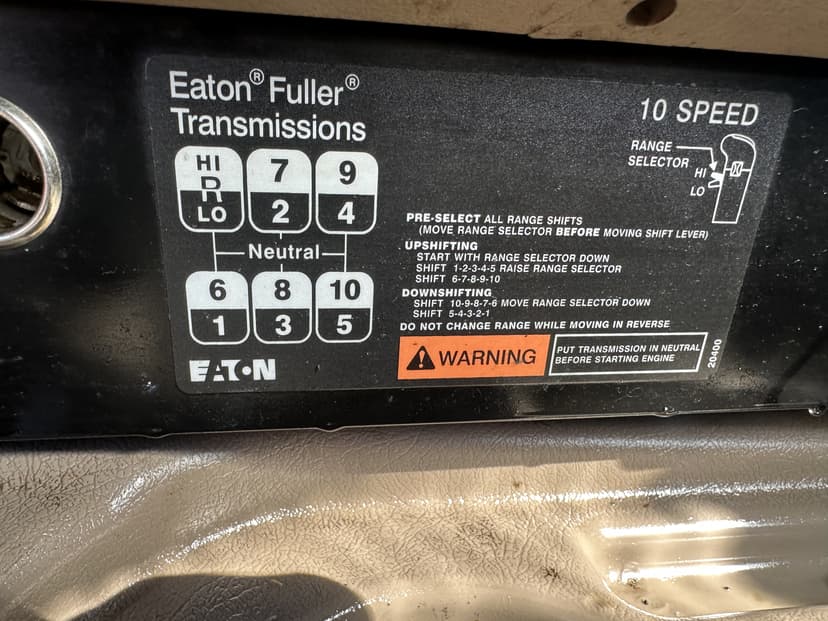 Eaton® Fuller®
Transmissions
10 SPEED
RANGE
SELECTOR
HI
LO
HI
R
LO
7
2
9
4
Neutral
6
1
8
3
10
5
PRE-SELECT ALL RANGE SHIFTS
(MOVE RANGE SELECTOR BEFORE MOVING SHIFT LEVER)
UPSHIFTING
START WITH RANGE SELECTOR DOWN
SHIFT 1-2-3-4-5 RAISE RANGE SELECTOR
SHIFT 6-7-8-9-10
DOWNSHIFTING
SHIFT 10-9-8-7-6 MOVE RANGE SELECTOR DOWN
SHIFT 5-4-3-2-1
DO NOT CHANGE RANGE WHILE MOVING IN REVERSE
WARNING
PUT TRANSMISSION IN NEUTRAL
BEFORE STARTING ENGINE
20400
EATON